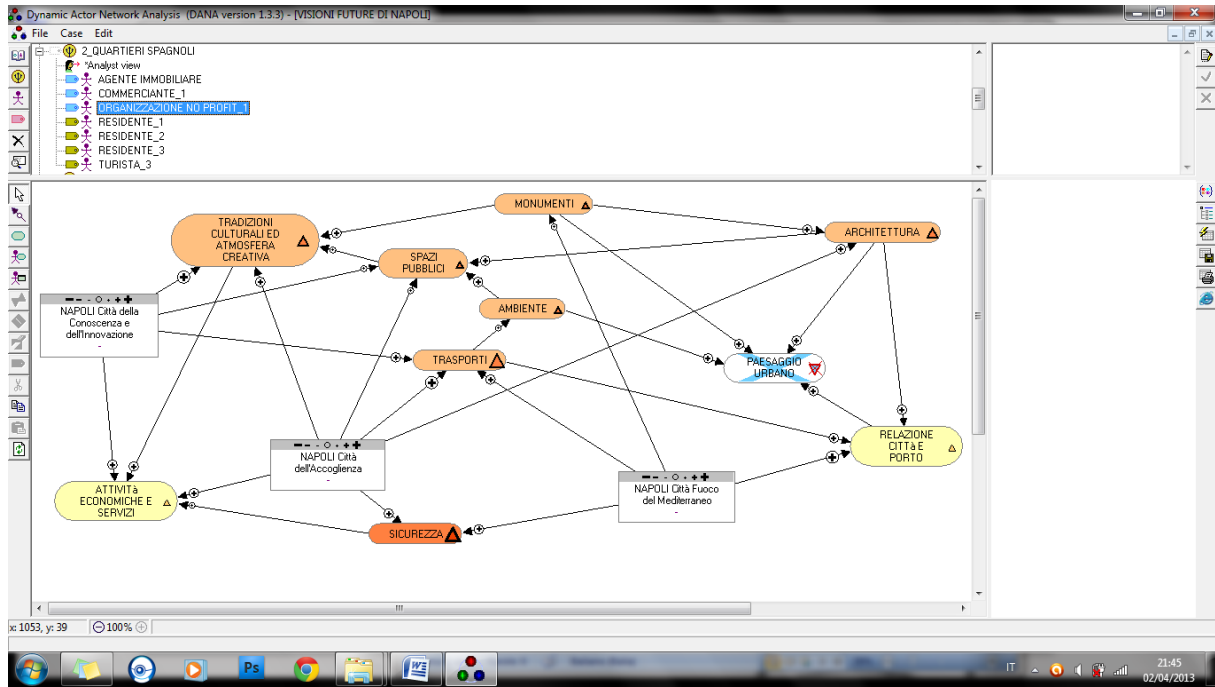 Dynamic Actor Network Analysis (DANA version 1.3.3) - [VISIONI FUTURE DI NAPOLI]
File Case Edit
2_QUARTIERI SPAGNOLI
*Analyst view
AGENTE IMMOBILIARE
COMMERCIANTE_1
ORGANIZZAZIONE NO PROFIT_1
RESIDENTE_1
RESIDENTE_2
RESIDENTE_3
TURISTA_3
MONUMENTI
TRADIZIONI
CULTURALI ED
ATMOSFERA
CREATIVA
ARCHITETTURA
SPAZI
PUBBLICI
NAPOLI Città della
Conoscenza e
dell'Innovazione
-
AMBIENTE
TRASPORTI
PAESAGGIO
URBANO
RELAZIONE
CITTà E
PORTO
NAPOLI Città
dell'Accoglienza
-
NAPOLI Città Fuoco
del Mediterraneo
-
ATTIVITà
ECONOMICHE E
SERVIZI
SICUREZZA
x: 1053, y: 39 100%
Ps
IT
21:45
02/04/2013